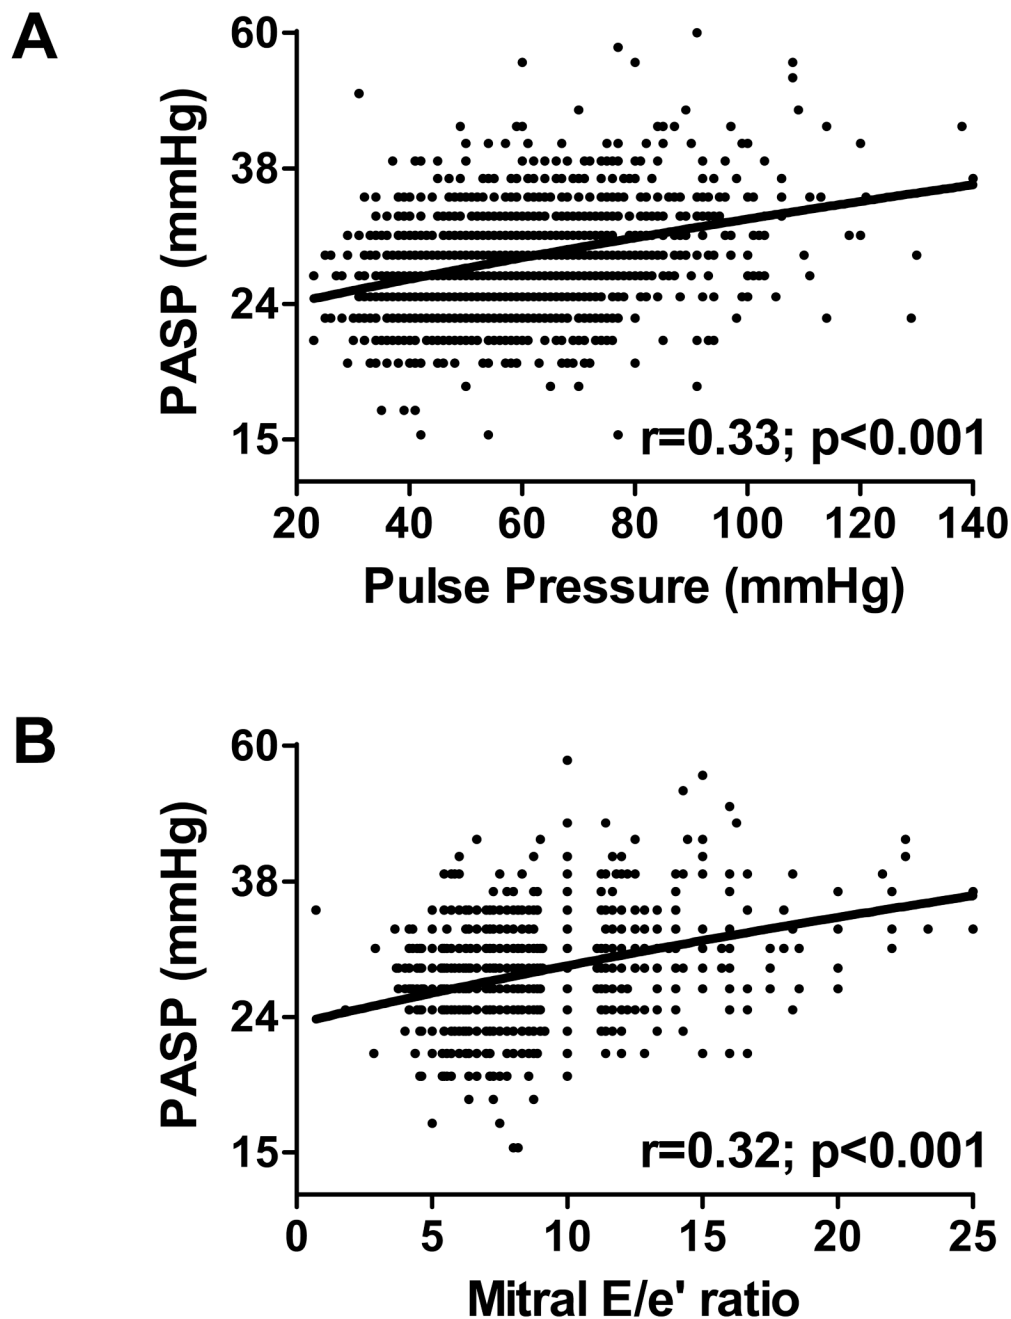 A
PASP (mmHg)
60
38
24
15
r=0.33; p<0.001
20 40 60 80 100 120 140
Pulse Pressure (mmHg)
B
PASP (mmHg)
60
38
24
15
r=0.32; p<0.001
0 5 10 15 20 25
Mitral E/e' ratio